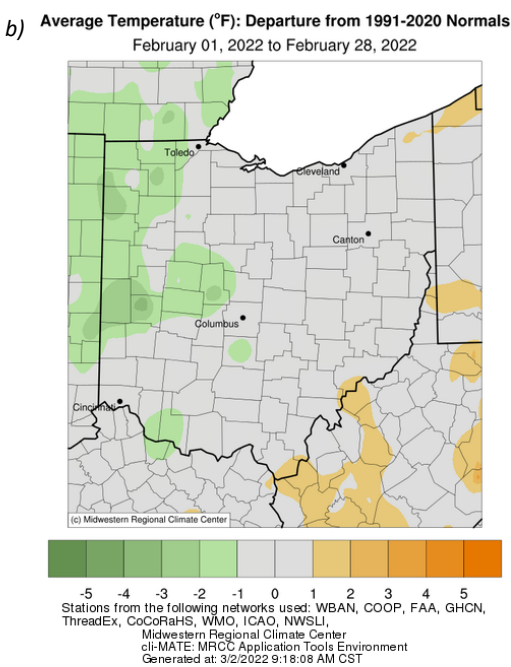 b)
Average Temperature (°F): Departure from 1991-2020 Normals
February 01, 2022 to February 28, 2022
Toledo
Cleveland
Canton
Columbus
Cincinnati
(c) Midwestern Regional Climate Center
-5 -4 -3 -2 -1 0 1 2 3 4 5
Stations from the following networks used: WBAN, COOP, FAA, GHCN,
ThreadEx, CoCoRaHS, WMO, ICAO, NWSLI,
Midwestern Regional Climate Center
cli-MATE: MRCC Application Tools Environment
Generated at: 3/2/2022 9:18:08 AM CST